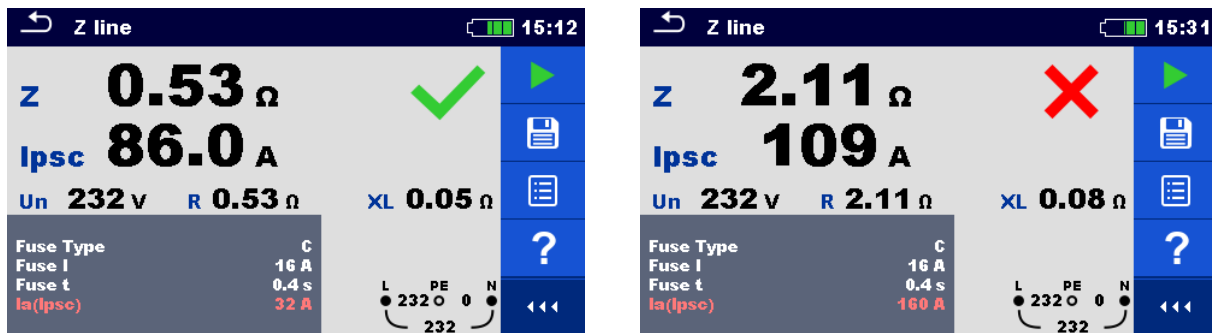 Z line 15:12
Z 0.53 Ω
Ipsc 86.0 A
Un 232 V R 0.53 Ω XL 0.05 Ω
Fuse Type C
Fuse I 16 A
Fuse t 0.4 s
Ia(Ipsc) 32 A
L PE N
232 0
232
?
Z line 15:31
Z 2.11 Ω
Ipsc 109 A
Un 232 V R 2.11 Ω XL 0.08 Ω
Fuse Type C
Fuse I 16 A
Fuse t 0.4 s
Ia(Ipsc) 160 A
L PE N
232 0
232
?